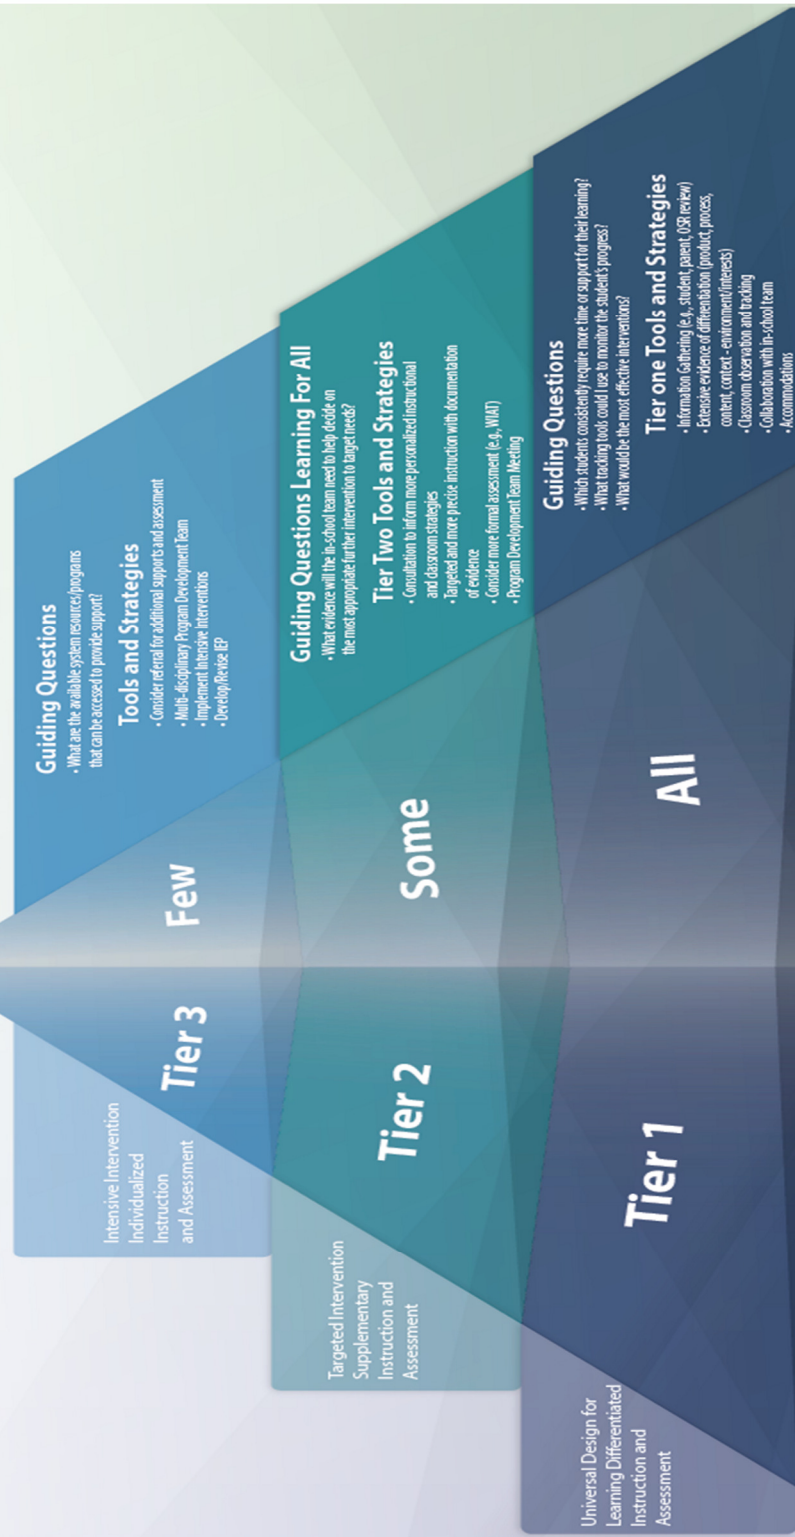 Intensive Intervention
Individualized
Instruction
and Assessment
Tier 3
Few
Guiding Questions
• What are the available system resources/programs
that can be accessed to provide support?
Tools and Strategies
• Consider referral for additional supports and assessment
• Multi-disciplinary Program Development Team
• Implement Intensive Interventions
• Develop/Revise IEP
Targeted Intervention
Supplementary
Instruction and
Assessment
Tier 2
Some
Guiding Questions Learning For All
• What evidence will the in-school team need to help decide on
the most appropriate further intervention to target needs?
Tier Two Tools and Strategies
• Consultation to inform more personalized instructional
and classroom strategies
• Targeted and more precise instruction with documentation
of evidence
• Consider more formal assessment (e.g., WIAT)
• Program Development Team Meeting
Universal Design for
Learning Differentiated
Instruction and
Assessment
Tier 1
All
Guiding Questions
• Which students consistently require more time or support for their learning?
• What tracking tools could I use to monitor the student's progress?
• What would be the most effective interventions?
Tier one Tools and Strategies
• Information Gathering (e.g., student, parent, OSR review)
• Extensive evidence of differentiation (product, process,
content, context - environment/interests)
• Classroom observation and tracking
• Collaboration with in-school team
• Accommodations